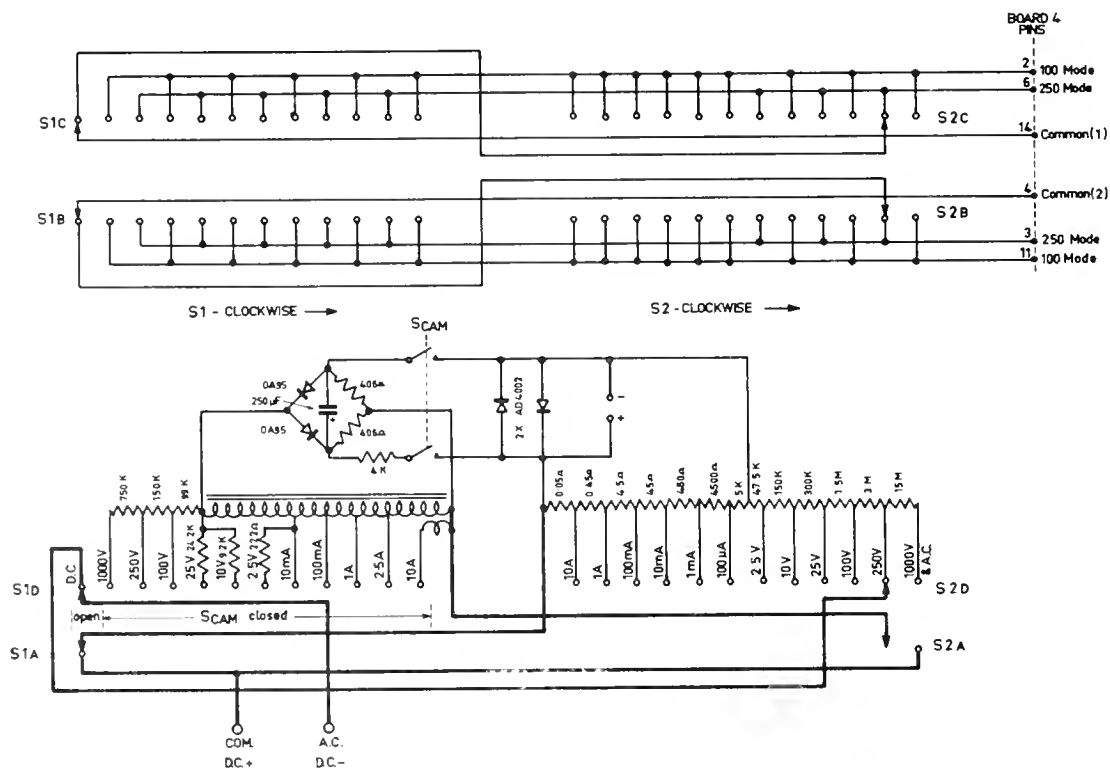 BOARD 4
PINS
2 100 Mode
6 250 Mode
S1C
S2C
14 Common(1)
4 Common(2)
S1B
S2B
3 250 Mode
11 100 Mode
S1 - CLOCKWISE
S2 - CLOCKWISE
SCAM
OA95
250µF
+
OA95
406Ω
406Ω
4K
2X AD4002
-
+
750K
150K
99K
0.05Ω
0.45Ω
4.5Ω
45Ω
4500Ω
5K
47.5K
150K
300K
1.5M
3M
15M
1000V
250V
100V
25V 24.2K
10V 9.2K
2.5V 222Ω
10mA
100mA
1A
2·5A
10A
10A
1A
100mA
10mA
1mA
100µA
2.5V
10V
25V
100V
250V
1000V
& A.C.
D.C.
S1D
S2D
open
SCAM closed
S1A
S2A
COM.
D.C.+
A.C.
D.C.-